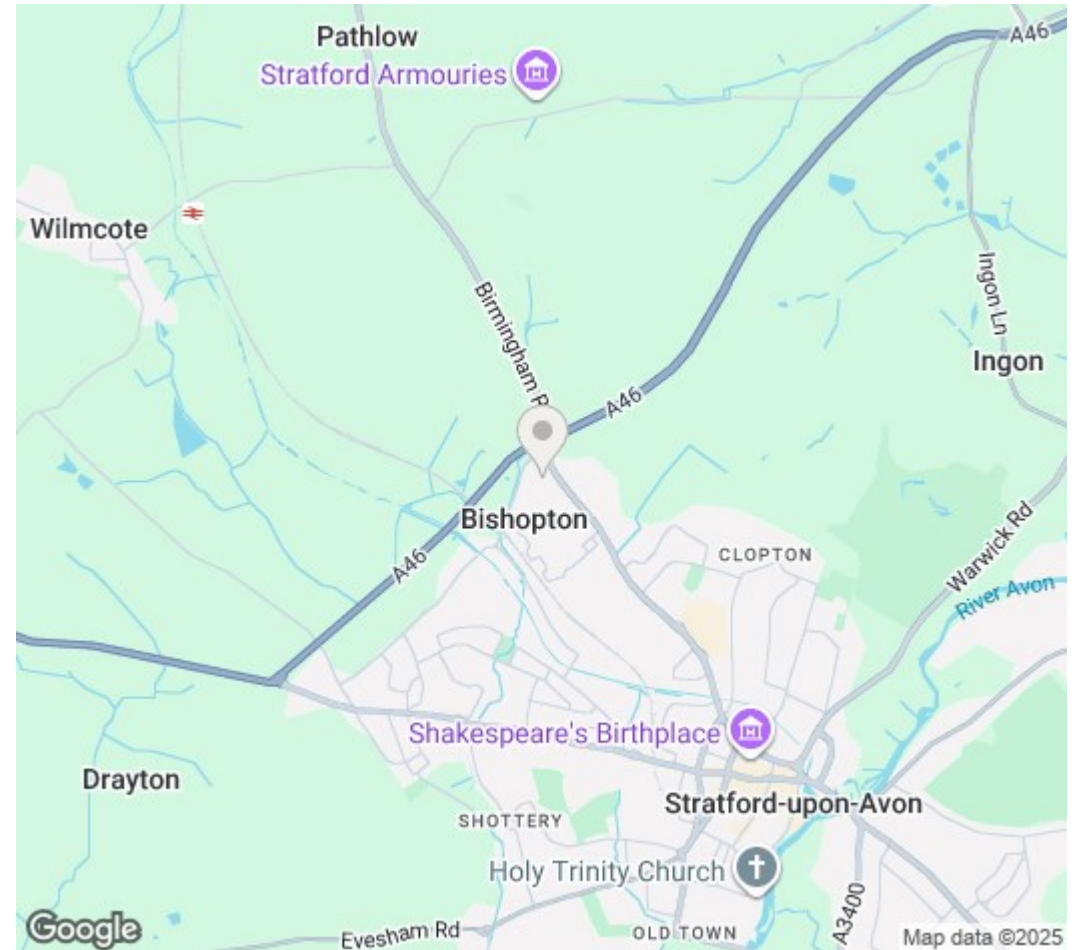 Pathlow
A46
Stratford Armouries
Wilmcote
Ingon Ln
Birmingham R
Ingon
A46
Bishopton
CLOPTON
A46
Warwick Rd
River Avon
Shakespeare's Birthplace
Drayton
Stratford-upon-Avon
SHOTTERY
Holy Trinity Church
A3400
Evesham Rd
OLD TOWN
Google
Map data ©2025